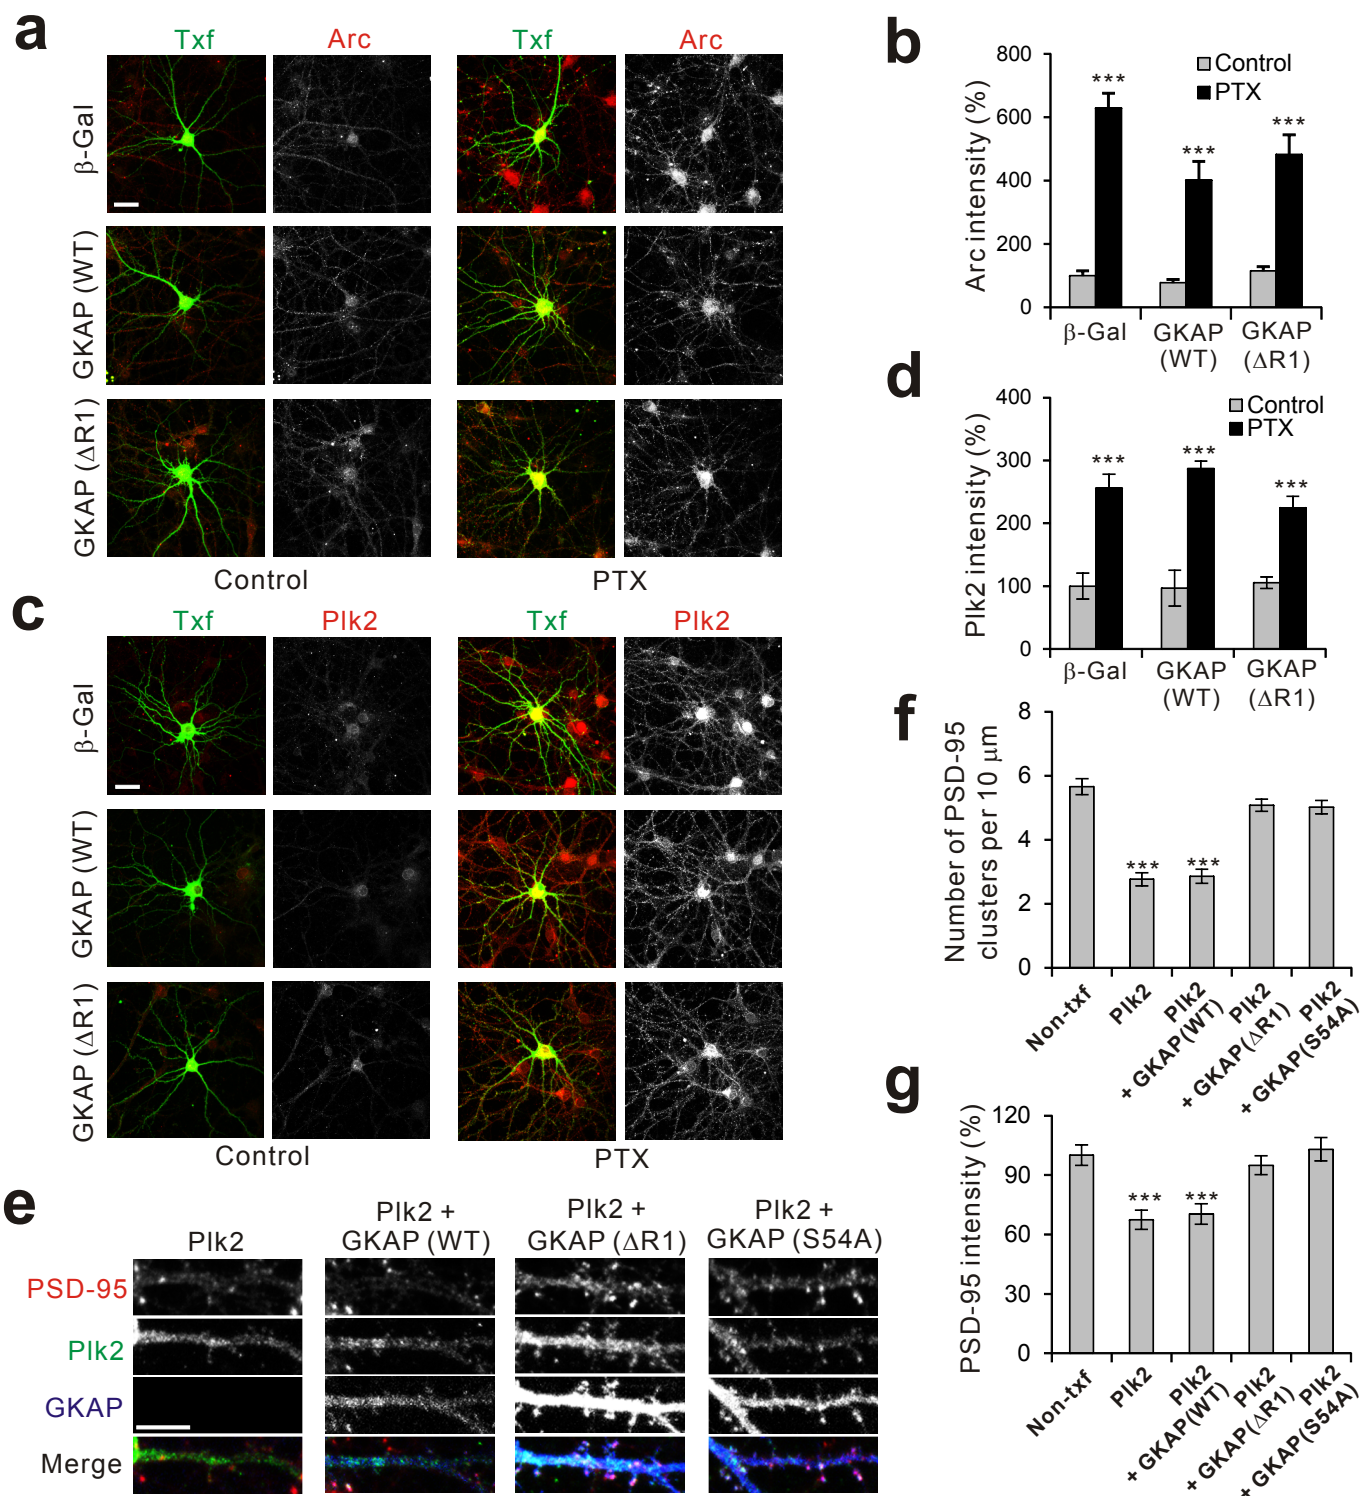 a
Txf
Arc
Txf
Arc
β-Gal
GKAP (WT)
GKAP (ΔR1)
Control
PTX
b
Arc intensity (%)
800
600
400
200
0
Control
PTX
***
***
***
β-Gal
GKAP
(WT)
GKAP
(ΔR1)
c
Txf
Plk2
Txf
Plk2
β-Gal
GKAP (WT)
GKAP (ΔR1)
Control
PTX
d
Plk2 intensity (%)
400
300
200
100
0
Control
PTX
***
***
***
β-Gal
GKAP
(WT)
GKAP
(ΔR1)
e
Plk2
Plk2 +
GKAP (WT)
Plk2 +
GKAP (ΔR1)
Plk2 +
GKAP (S54A)
PSD-95
Plk2
GKAP
Merge
f
Number of PSD-95
clusters per 10 μm
8
6
4
2
0
***
***
Non-txf
Plk2
Plk2
+ GKAP(WT)
Plk2
+ GKAP(ΔR1)
Plk2
+ GKAP(S54A)
g
PSD-95 intensity (%)
120
90
60
30
0
***
***
Non-txf
Plk2
Plk2
+ GKAP(WT)
Plk2
+ GKAP(ΔR1)
Plk2
+ GKAP(S54A)